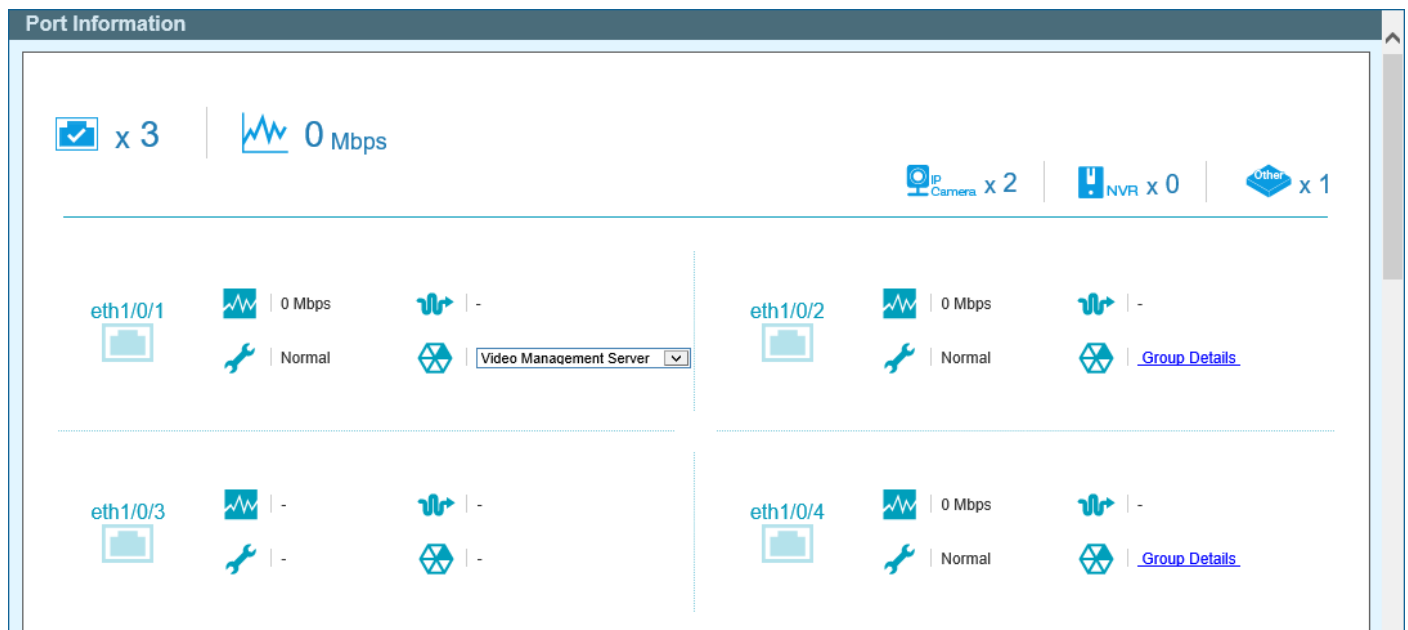 Port Information
x 3 0 Mbps
IP Camera x 2 NVR x 0 Other x 1
eth1/0/1 0 Mbps - eth1/0/2 0 Mbps -
Normal Video Management Server Normal Group Details
eth1/0/3 - - eth1/0/4 0 Mbps -
- - Normal Group Details